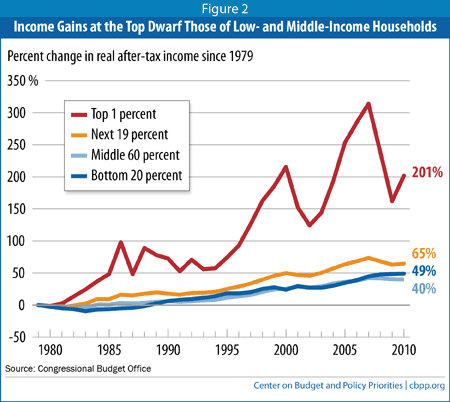 Figure 2
Income Gains at the Top Dwarf Those of Low- and Middle-Income Households
Percent change in real after-tax income since 1979
350 %
300
250
200
150
100
50
0
-50
Top 1 percent
Next 19 percent
Middle 60 percent
Bottom 20 percent
201%
65%
49%
40%
1980 1985 1990 1995 2000 2005 2010
Source: Congressional Budget Office
Center on Budget and Policy Priorities | cbpp.org